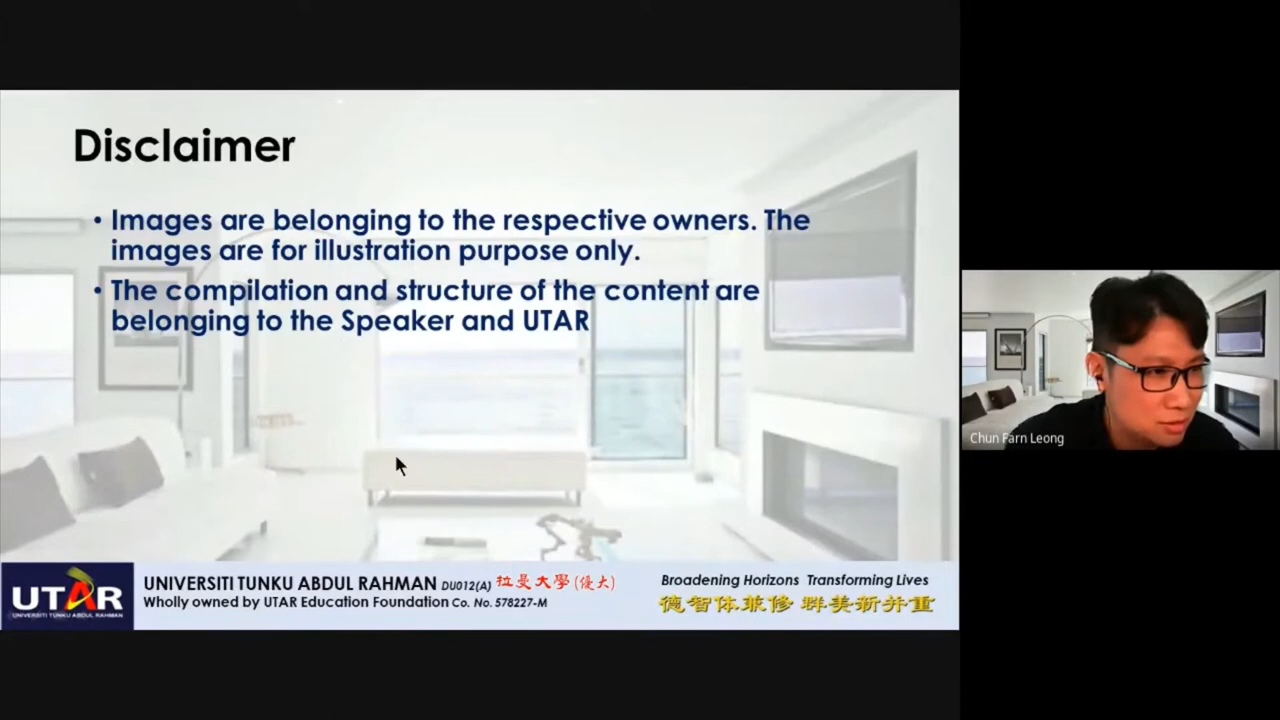 Disclaimer
• Images are belonging to the respective owners. The
images are for illustration purpose only.
• The compilation and structure of the content are
belonging to the Speaker and UTAR
Chun Farn Leong
UTAR
UNIVERSITI TUNKU ABDUL RAHMAN
UNIVERSITI TUNKU ABDUL RAHMAN DU012(A) 拉曼大學(優大)
Wholly owned by UTAR Education Foundation Co. No. 578227-M
Broadening Horizons Transforming Lives
德智体兼修 群美新并重